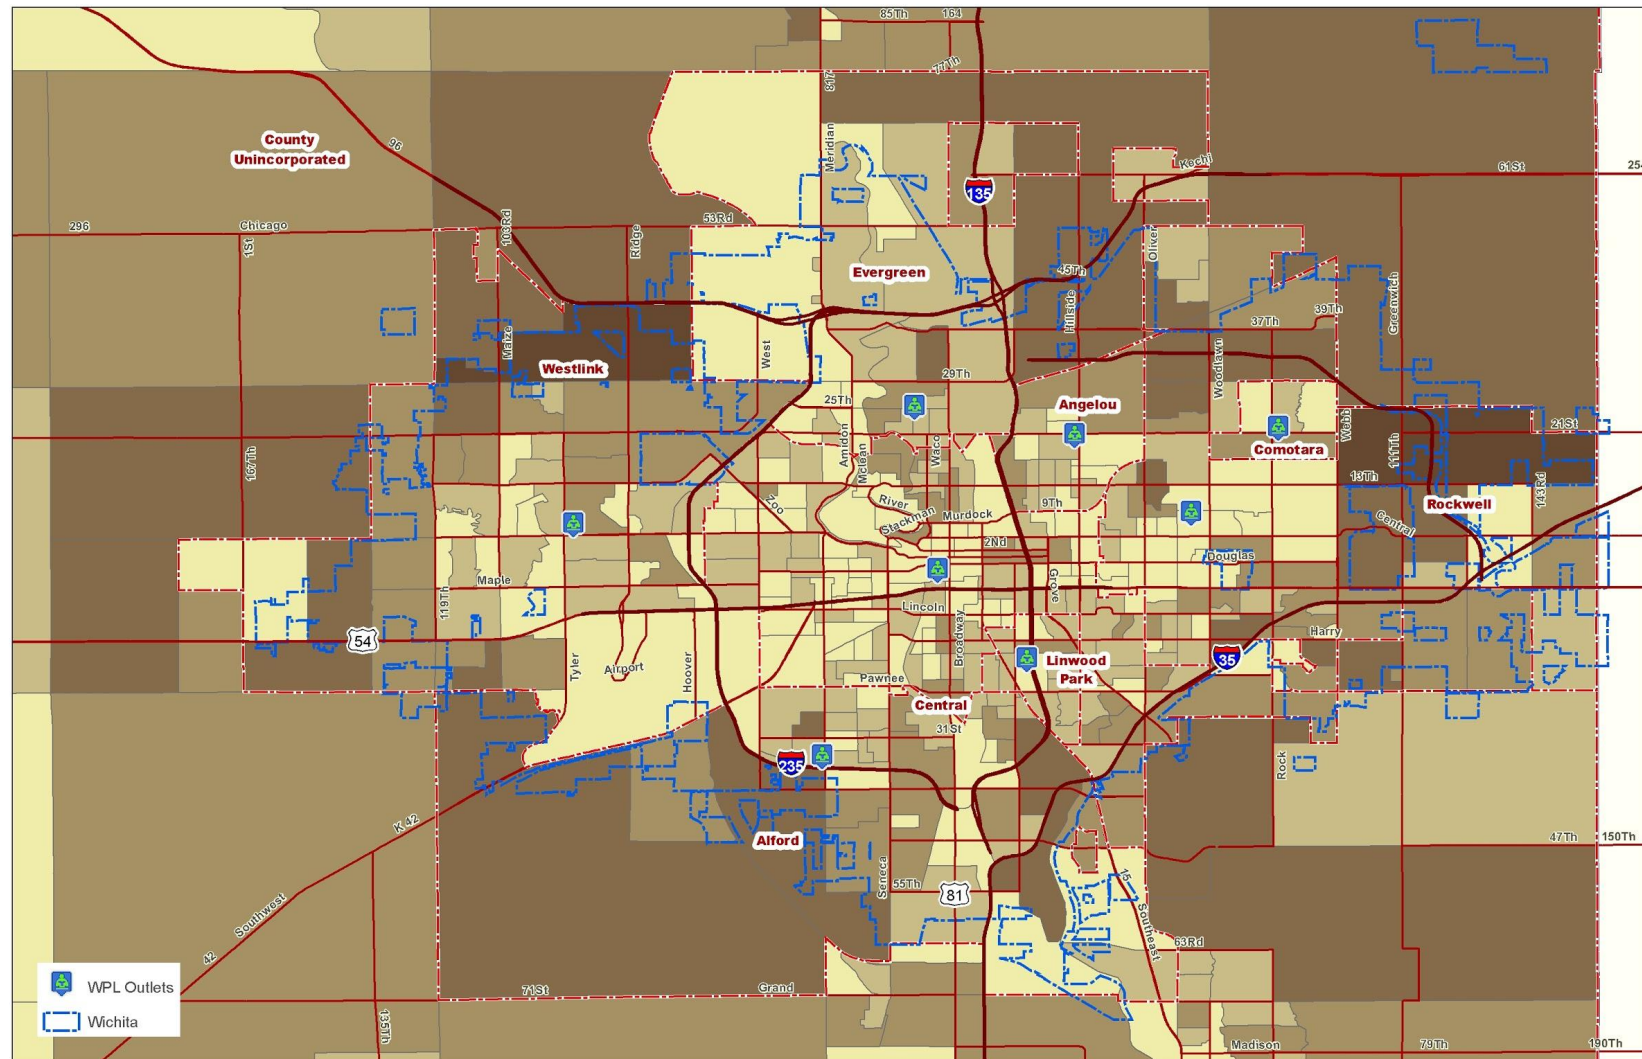 85Th
164
77Th
817
County
Unincorporated
96
Meridian
135
Kechi
61St
254
296
Chicago
1St
103Rd
Ridge
53Rd
Oliver
Evergreen
45Th
Hillside
Greenwich
39Th
37Th
Maize
West
Westlink
29Th
Woodlawn
25Th
Angelou
Amidon
Mclean
Waco
Webb
111Th
21St
Comotara
167Th
13Th
143Rd
Zoo
River
Stackman
Murdock
9Th
Rockwell
Central
2Nd
Douglas
Maple
119Th
Grove
Lincoln
Broadway
Harry
54
Tyler
Airport
Hoover
Pawnee
Linwood
Park
35
Central
31St
235
Rock
K 42
Alford
47Th
150Th
Seneca
55Th
81
15
Southeast
Southwest
42
63Rd
WPL Outlets
Wichita
71St
Grand
135Th
Madison
79Th
190Th